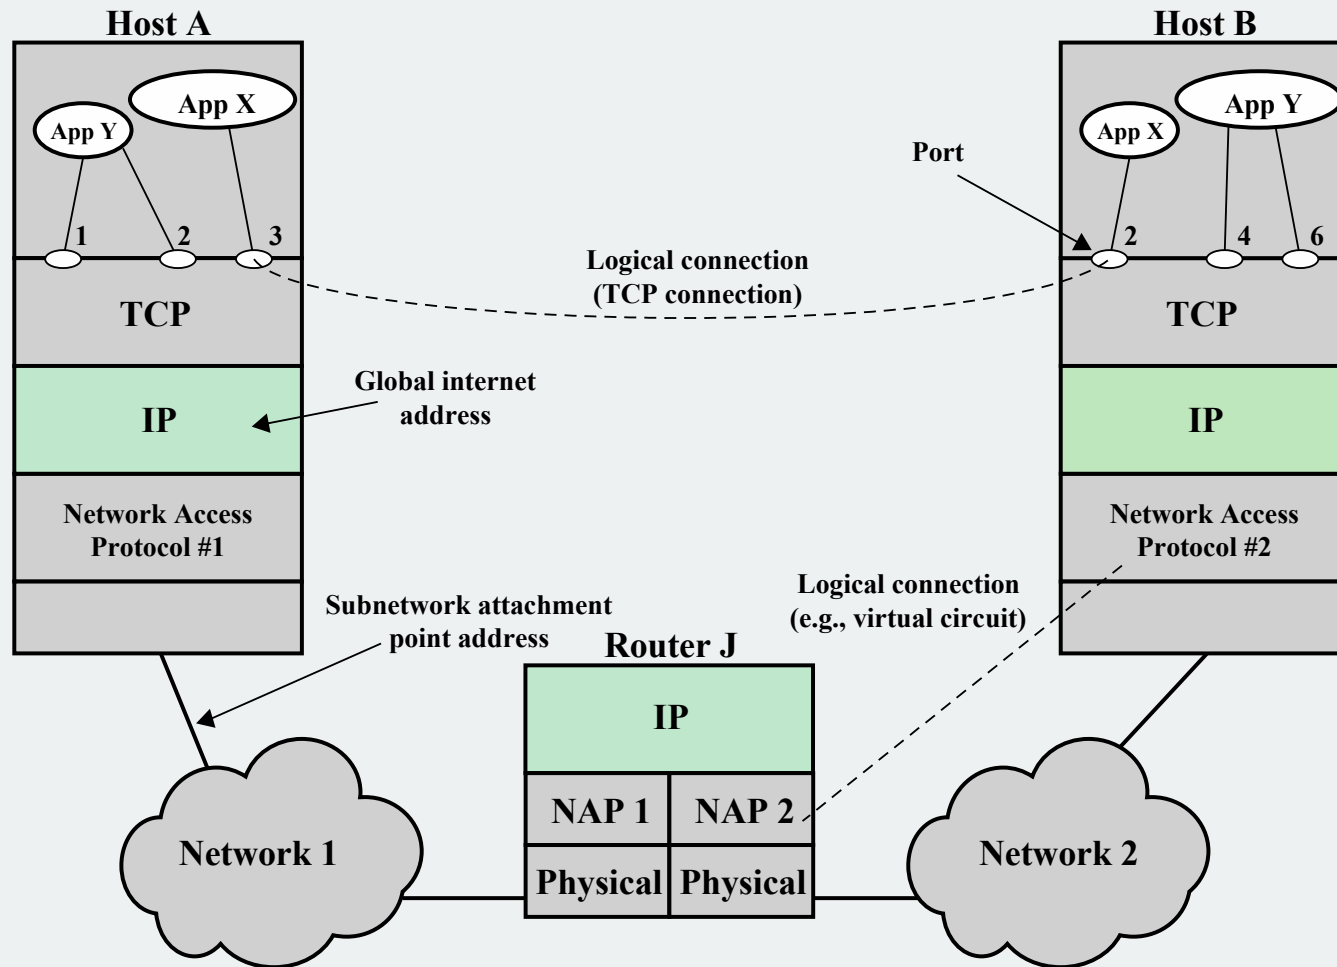 Host A
App Y
App X
1
2
3
TCP
IP
Network Access
Protocol #1
Global internet
address
Subnetwork attachment
point address
Logical connection
(TCP connection)
Port
Host B
App X
App Y
2
4
6
TCP
IP
Network Access
Protocol #2
Logical connection
(e.g., virtual circuit)
Router J
IP
NAP 1
NAP 2
Physical
Physical
Network 1
Network 2